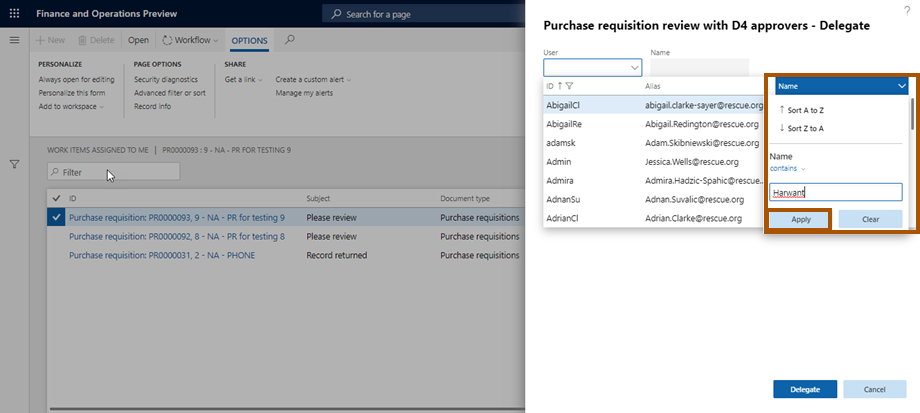 Finance and Operations Preview
Search for a page
?
New
Delete
Open
Workflow
OPTIONS
PERSONALIZE
Always open for editing
Personalize this form
Add to workspace
PAGE OPTIONS
Security diagnostics
Advanced filter or sort
Record info
SHARE
Get a link
Create a custom alert
Manage my alerts
WORK ITEMS ASSIGNED TO ME | PR0000093 : 9 - NA - PR FOR TESTING 9
Filter
ID Subject Document type
Purchase requisition: PR0000093, 9 - NA - PR for testing 9 Please review Purchase requisitions
Purchase requisition: PR0000092, 8 - NA - PR for testing 8 Please review Purchase requisitions
Purchase requisition: PR0000031, 2 - NA - PHONE Record returned Purchase requisitions
Purchase requisition review with D4 approvers - Delegate
User Name
ID Alias
AbigailCl abigail.clarke-sayer@rescue.org
AbigailRe Abigail.Redington@rescue.org
adamsk Adam.Skibniewski@rescue.org
Admin Jessica.Wells@rescue.org
Admira Admira.Hadzic-Spahic@rescue...
AdnanSu Adnan.Suvalic@rescue.org
AdrianCl Adrian.Clarke@rescue.org
Name
Sort A to Z
Sort Z to A
Name
contains
Harwant
Apply Clear
Delegate Cancel